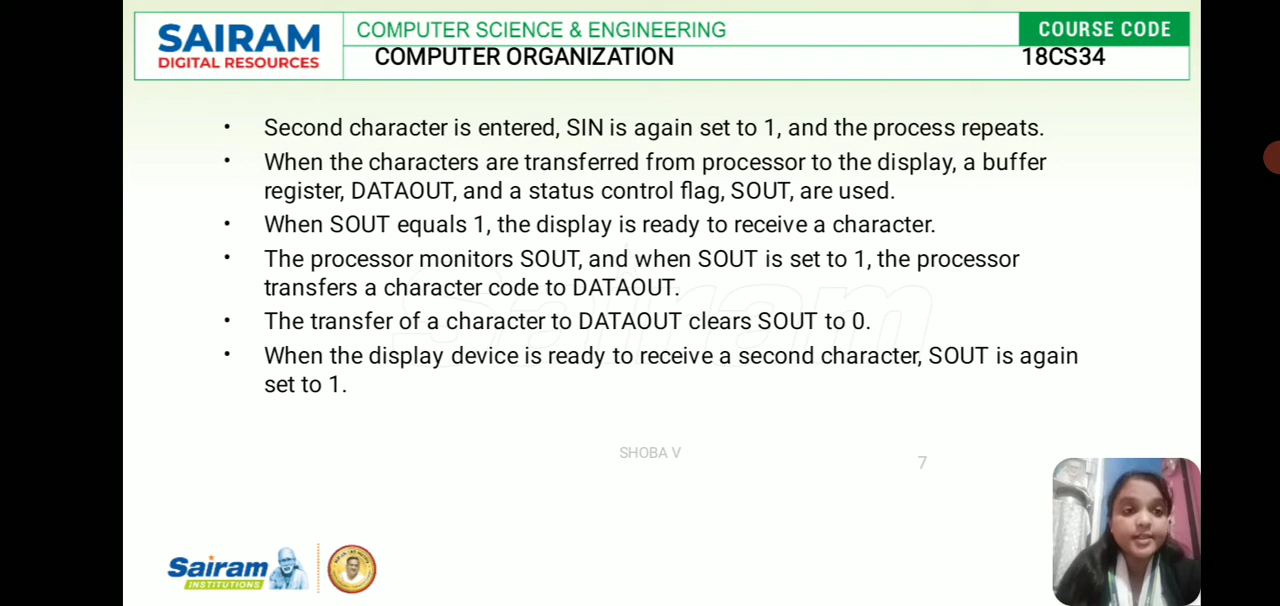 SAIRAM
DIGITAL RESOURCES
COMPUTER SCIENCE & ENGINEERING
COURSE CODE
COMPUTER ORGANIZATION
18CS34
• Second character is entered, SIN is again set to 1, and the process repeats.
• When the characters are transferred from processor to the display, a buffer
register, DATAOUT, and a status control flag, SOUT, are used.
• When SOUT equals 1, the display is ready to receive a character.
• The processor monitors SOUT, and when SOUT is set to 1, the processor
transfers a character code to DATAOUT.
• The transfer of a character to DATAOUT clears SOUT to 0.
• When the display device is ready to receive a second character, SOUT is again
set to 1.
Sairam
SHOBA V
7
Sairam
INSTITUTIONS